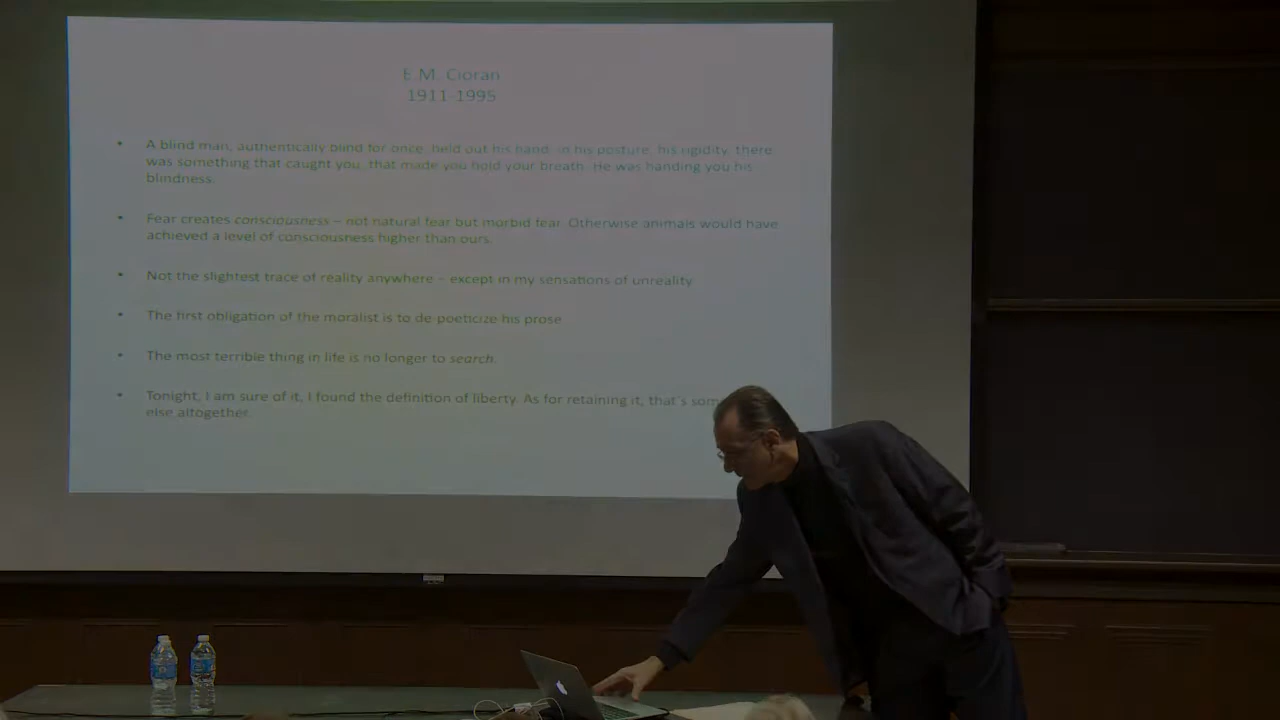 E.M. Cioran
1911-1995
• A blind man, authentically blind for once, held out his hand: in his posture, his rigidity, there
was something that caught you, that made you hold your breath. He was handing you his
blindness.
• Fear creates consciousness – not natural fear but morbid fear. Otherwise animals would have
achieved a level of consciousness higher than ours.
• Not the slightest trace of reality anywhere – except in my sensations of unreality
• The first obligation of the moralist is to de-poeticize his prose
• The most terrible thing in life is no longer to search.
• Tonight, I am sure of it, I found the definition of liberty. As for retaining it, that's som
else altogether.